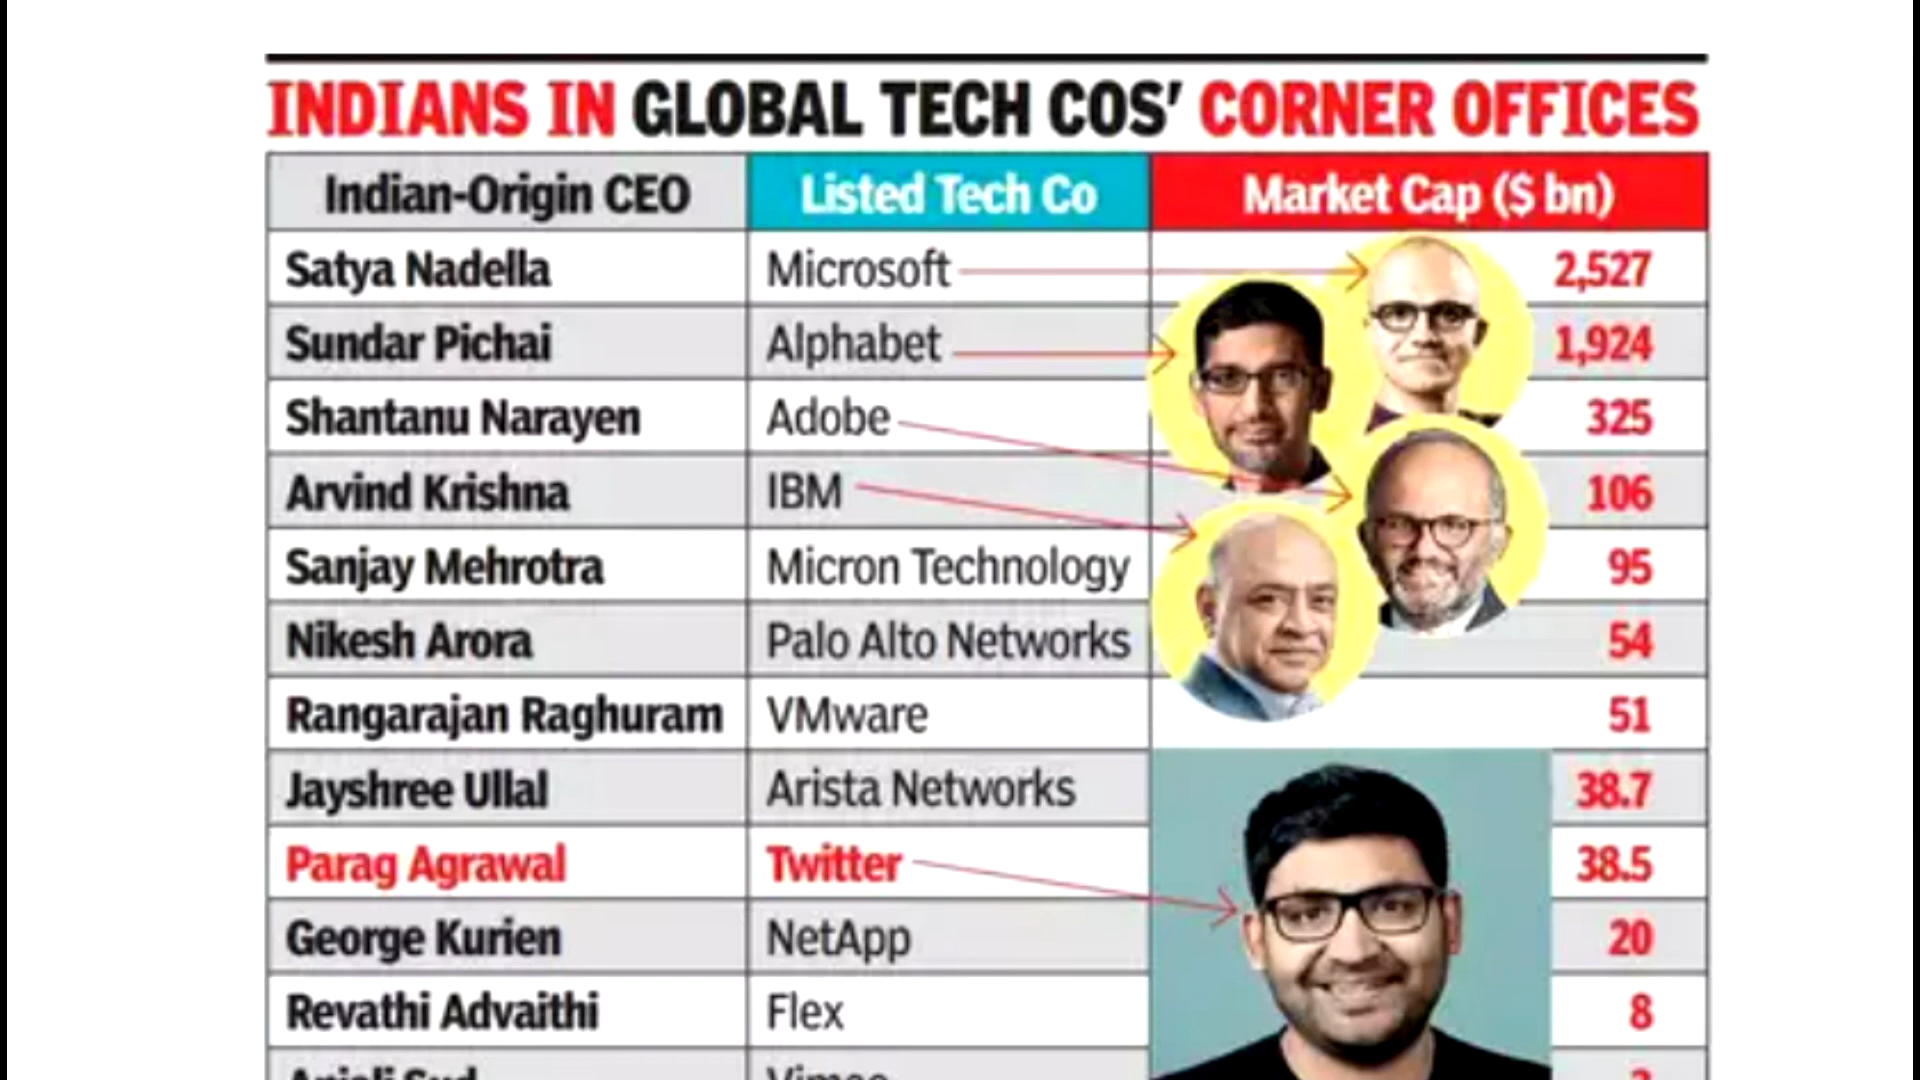 INDIANS IN GLOBAL TECH COS' CORNER OFFICES
Indian-Origin CEO Listed Tech Co Market Cap ($ bn)
Satya Nadella Microsoft 2,527
Sundar Pichai Alphabet 1,924
Shantanu Narayen Adobe 325
Arvind Krishna IBM 106
Sanjay Mehrotra Micron Technology 95
Nikesh Arora Palo Alto Networks 54
Rangarajan Raghuram VMware 51
Jayshree Ullal Arista Networks 38.7
Parag Agrawal Twitter 38.5
George Kurien NetApp 20
Revathi Advaithi Flex 8
Anjali Sud Vimeo